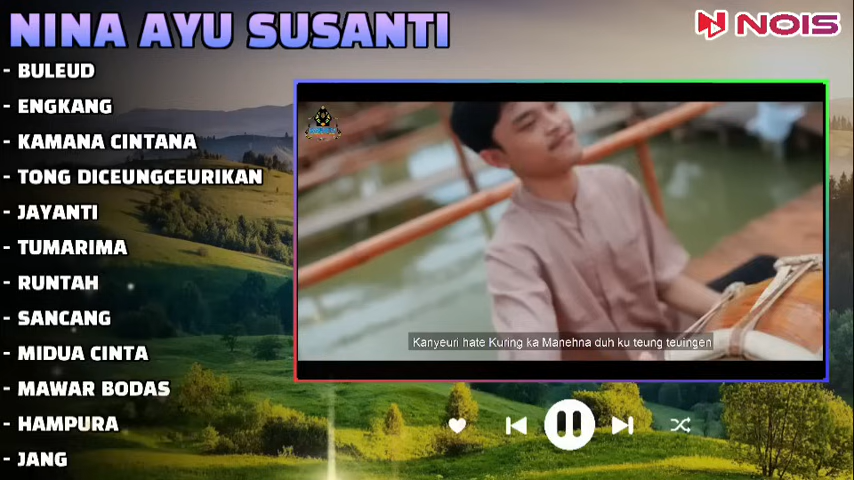 NINA AYU SUSANTI
NOIS
- BULEUD
- ENGKANG
- KAMANA CINTANA
- TONG DICEUNGCEURIKAN
- JAYANTI
- TUMARIMA
- RUNTAH
- SANCANG
- MIDUA CINTA
- MAWAR BODAS
- HAMPURA
- JANG
Kanyeuri hate Kuring ka Manehna duh ku teung teuingen